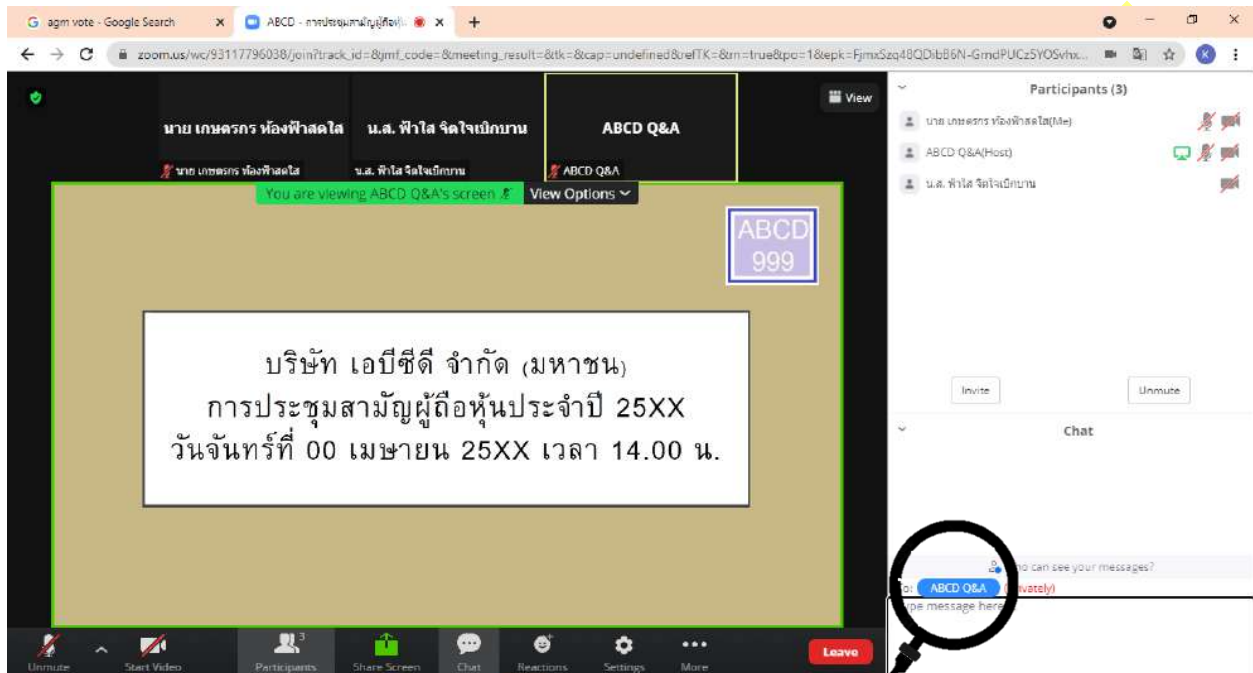 agm vote - Google Search
ABCD - การประชุมสามัญผู้ถือหุ้
zoom.us/wc/93117796038/join?track_id=&jmf_code=&meeting_result=&tk=&cap=undefined&refTK=&tn=true&po=1&epk=
K
View
นาย เกษตรกร ท้องฟ้าสดใส
น.ส. ฟ้าใส จิตใจเบิกบาน
ABCD Q&A
นาย เกษตรกร ท้องฟ้าสดใส
น.ส. ฟ้าใส จิตใจเบิกบาน
ABCD Q&A
You are viewing ABCD Q&A's screen
View Options
ABCD
999
บริษัท เอบีซีดี จำกัด (มหาชน)
การประชุมสามัญผู้ถือหุ้นประจำปี 25XX
วันจันทร์ที่ 00 เมษายน 25XX เวลา 14.00 น.
Unmute
Start Video
3
Participants
Share Screen
Chat
Reactions
Settings
More
Leave
Participants (3)
นาย เกษตรกร ท้องฟ้าสดใส(Me)
ABCD Q&A(Host)
น.ส. ฟ้าใส จิตใจเบิกบาน
Invite
Unmute
Chat
can see your messages?
ABCD Q&A
message here